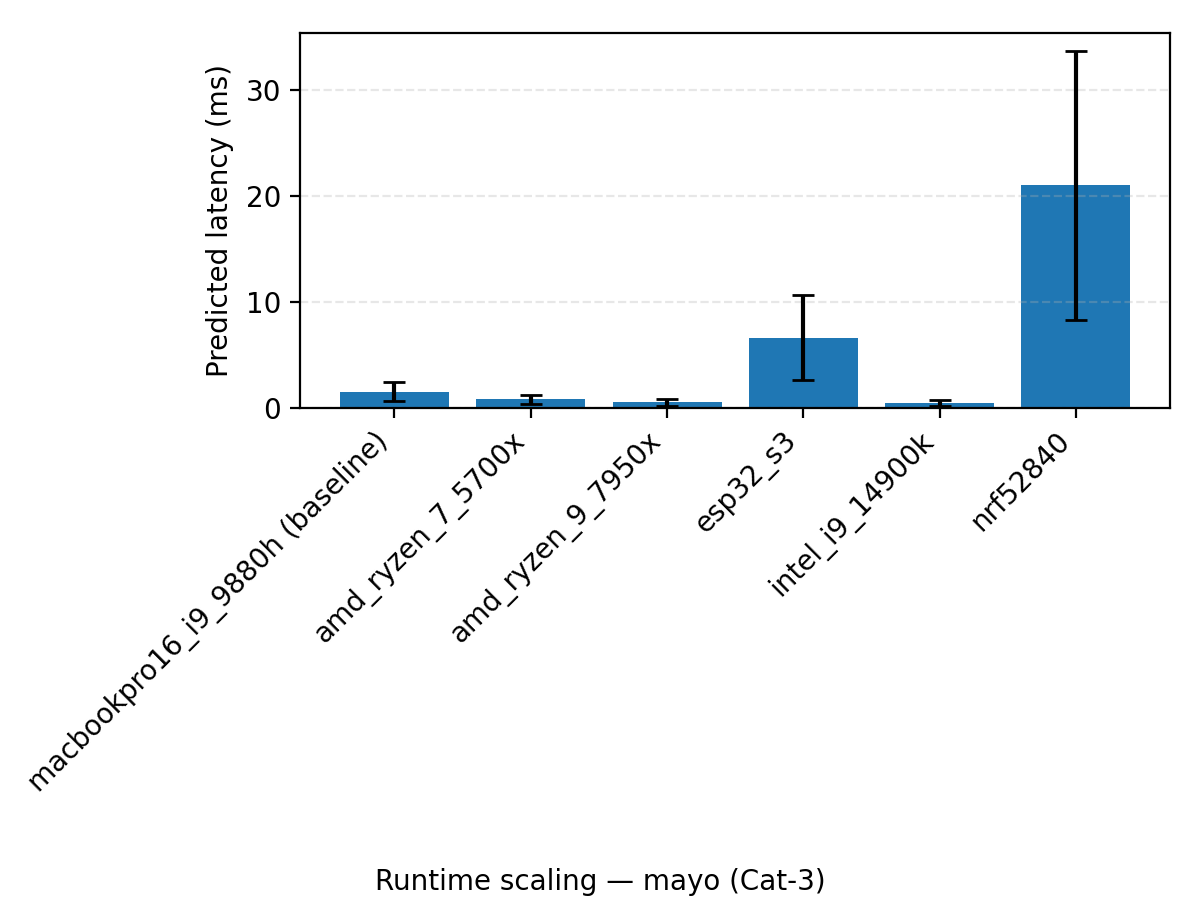 Predicted latency (ms)
30
20
10
0
macbookpro16_i9_9880h (baseline)
amd_ryzen_7_5700x
amd_ryzen_9_7950x
esp32_s3
intel_i9_14900k
nrf52840
Runtime scaling — mayo (Cat-3)